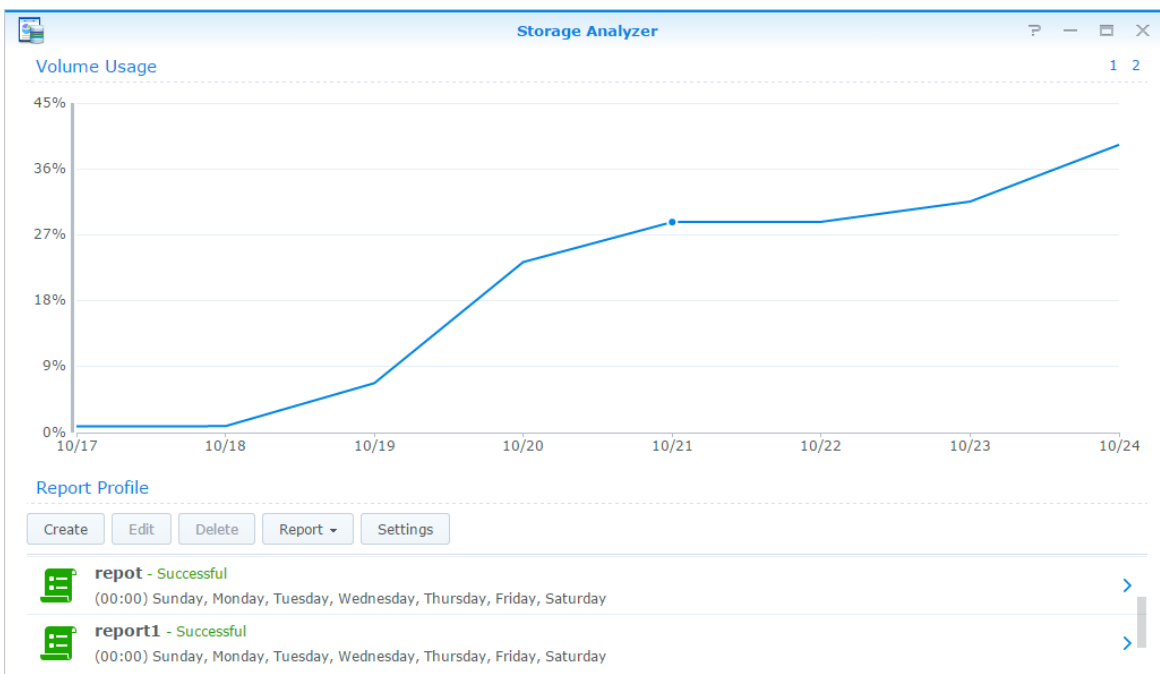 Storage Analyzer
Volume Usage 1 2
45%
36%
27%
18%
9%
0%
10/17 10/18 10/19 10/20 10/21 10/22 10/23 10/24
Report Profile
Create Edit Delete Report Settings
repot - Successful
(00:00) Sunday, Monday, Tuesday, Wednesday, Thursday, Friday, Saturday
report1 - Successful
(00:00) Sunday, Monday, Tuesday, Wednesday, Thursday, Friday, Saturday